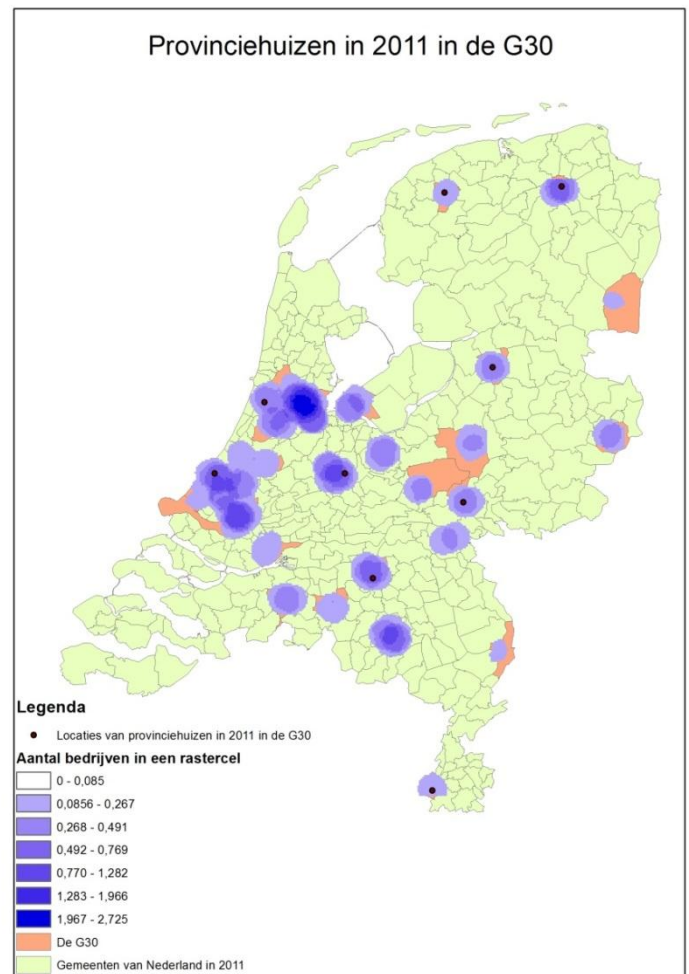 Provinciehuizen in 2011 in de G30
Legenda
Locaties van provinciehuizen in 2011 in de G30
Aantal bedrijven in een rastercel
0 - 0,085
0,0856 - 0,267
0,268 - 0,491
0,492 - 0,769
0,770 - 1,282
1,283 - 1,966
1,967 - 2,725
De G30
Gemeenten van Nederland in 2011